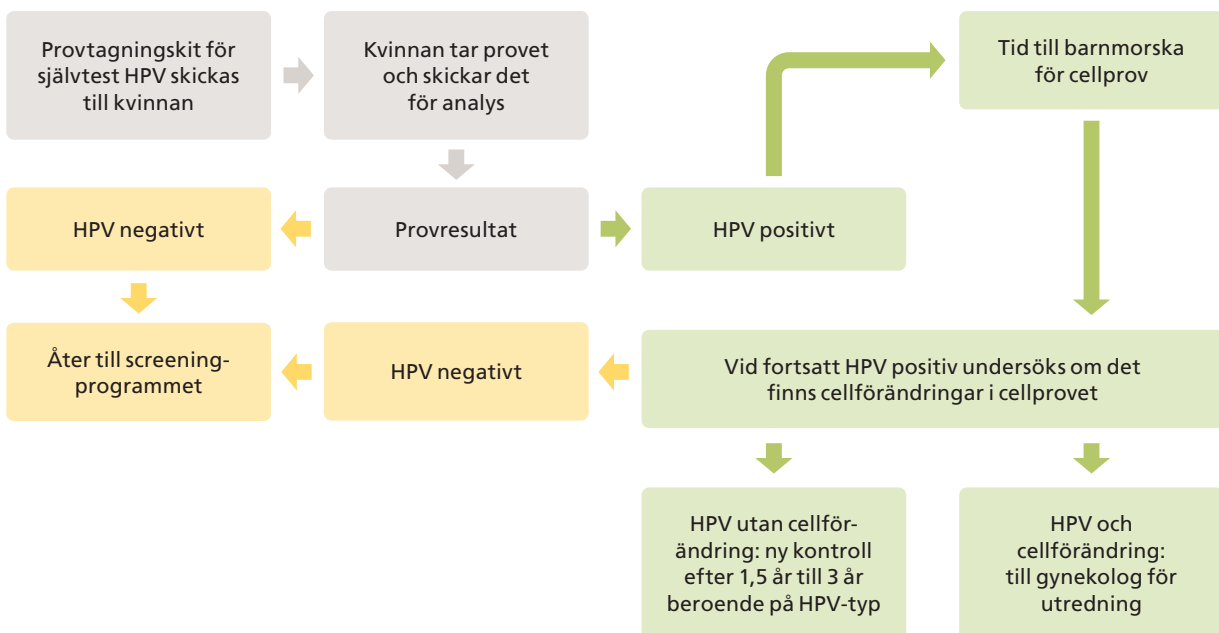 Provtagningskit för
självtest HPV skickas
till kvinnan
Kvinnan tar provet
och skickar det
för analys
Tid till barnmorska
för cellprov
HPV negativt
Provresultat
HPV positivt
Åter till screening-
programmet
HPV negativt
Vid fortsatt HPV positiv undersöks om det
finns cellförändringar i cellprovet
HPV utan cellför-
ändring: ny kontroll
efter 1,5 år till 3 år
beroende på HPV-typ
HPV och
cellförändring:
till gynekolog för
utredning